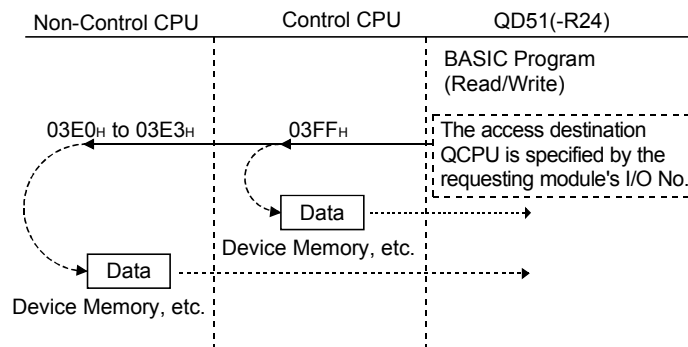 Non-Control CPU
Control CPU
QD51(-R24)
BASIC Program
(Read/Write)
03E0H to 03E3H
03FFH
The access destination
QCPU is specified by the
requesting module's I/O No.
Data
Device Memory, etc.
Data
Device Memory, etc.